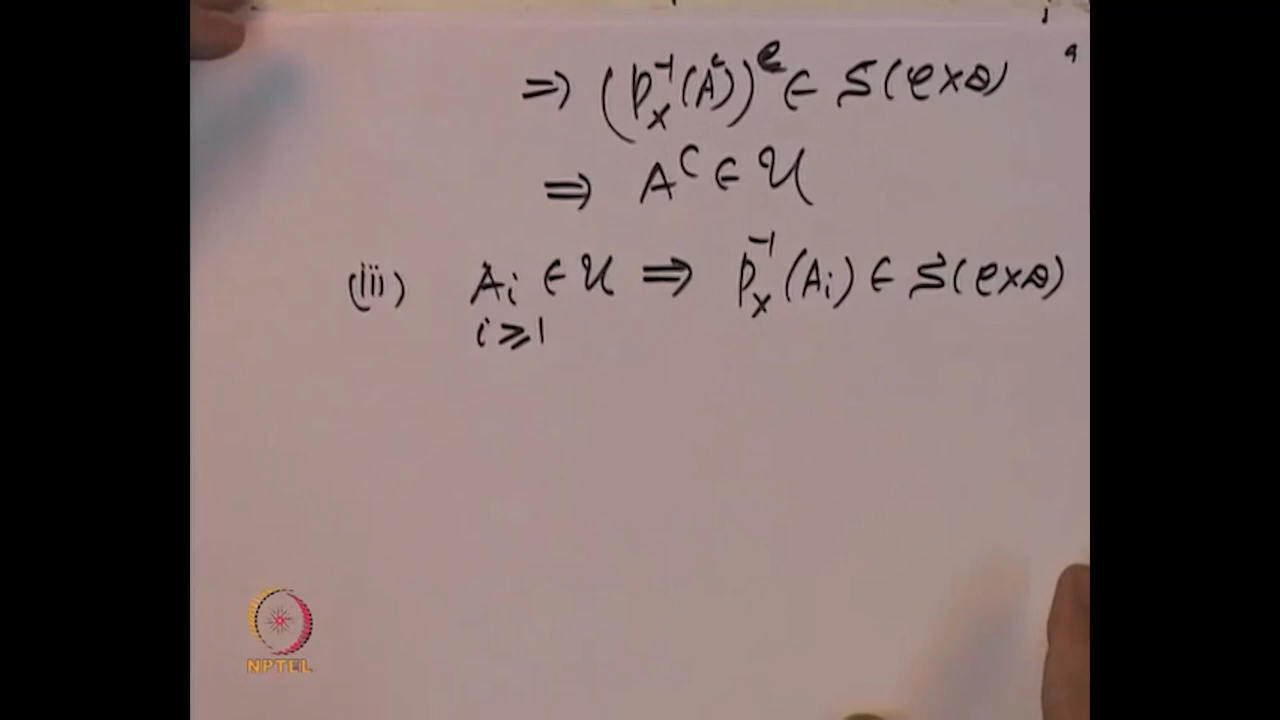 ⇒ (p_X^{-1}(A^c))^c ∈ S(𝒞×𝒟)
⇒ A^C ∈ 𝒰
(iii) A_i ∈ 𝒰 ⇒ p_X^{-1}(A_i) ∈ S(𝒞×𝒟)
i ≥ 1
NPTEL